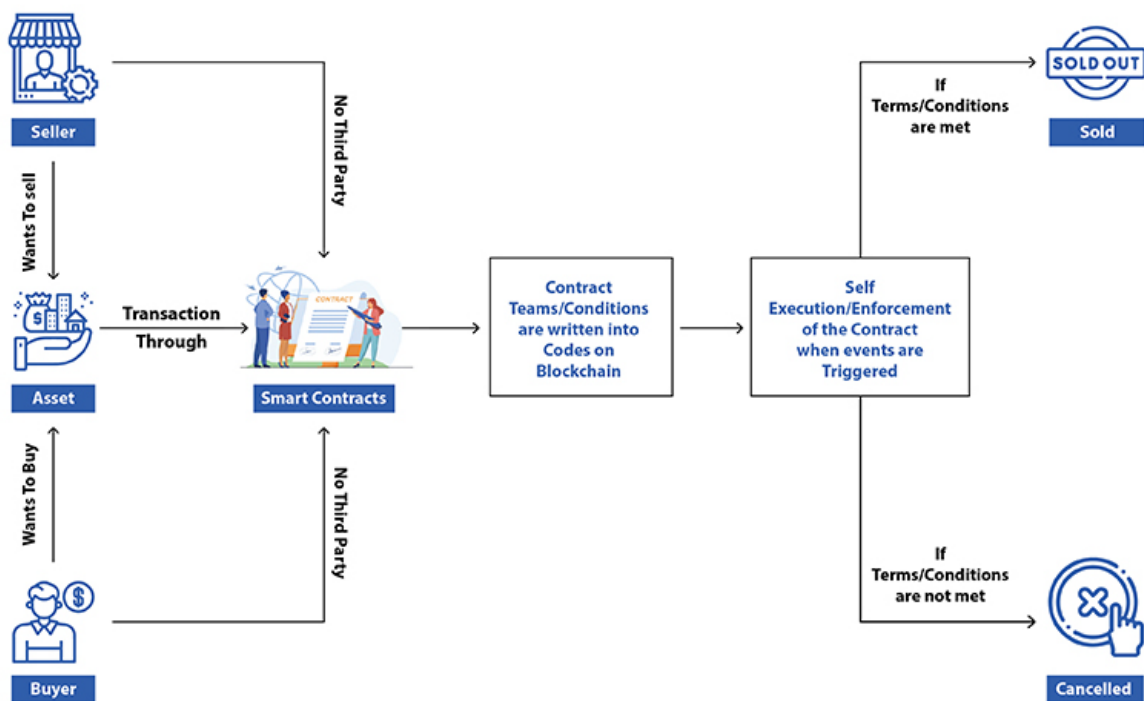 SOLD OUT
Seller
No Third Party
If
Terms/Conditions
are met
Sold
Wants To sell
CONTRACT
Contract
Teams/Conditions
are written into
Codes on
Blockchain
Self
Execution/Enforcement
of the Contract
when events are
Triggered
$
Transaction
Through
Asset
Smart Contracts
Wants To Buy
No Third Party
If
Terms/Conditions
are not met
$
Buyer
Cancelled